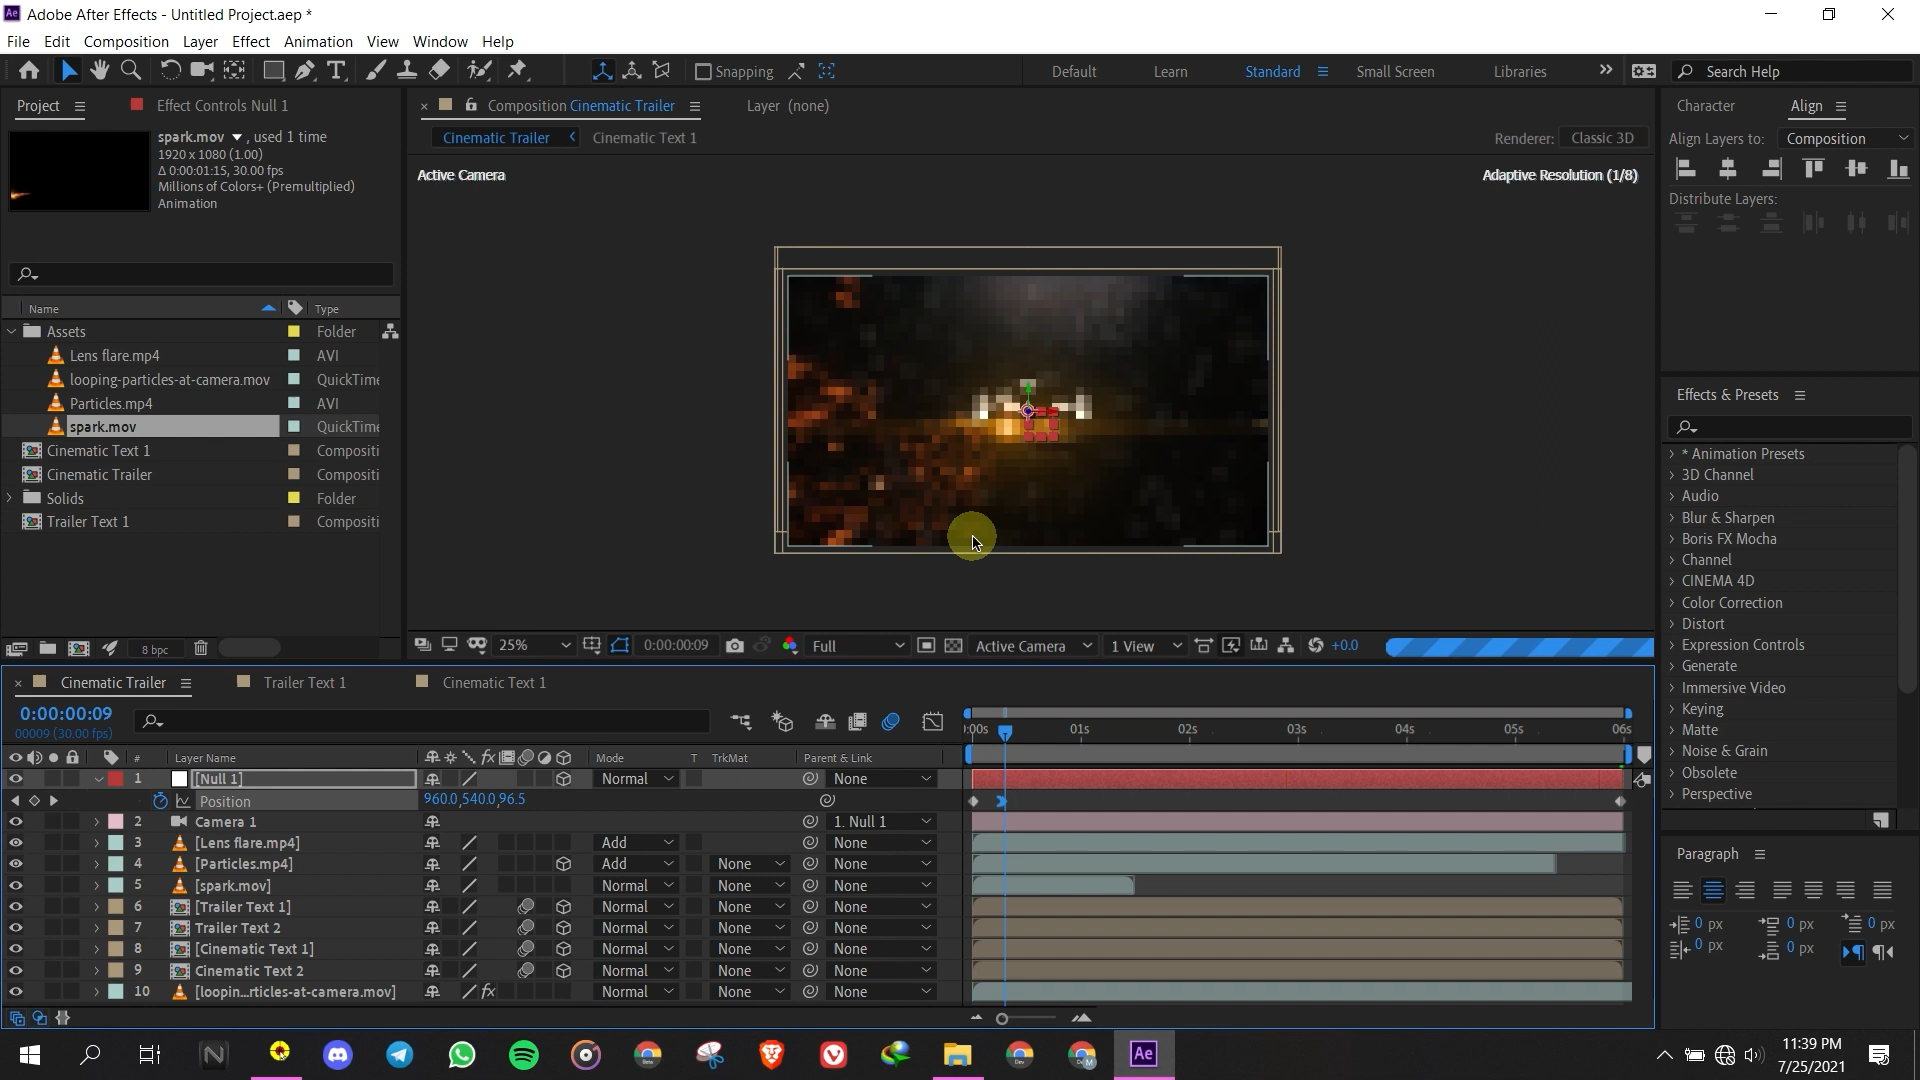 Ae Adobe After Effects - Untitled Project.aep *
File Edit Composition Layer Effect Animation View Window Help
Snapping Default Learn Standard Small Screen Libraries Search Help
Project Effect Controls Null 1
spark.mov , used 1 time
1920 x 1080 (1.00)
Δ 0:00:01:15, 30.00 fps
Millions of Colors+ (Premultiplied)
Animation
Name Type
Assets Folder
Lens flare.mp4 AVI
looping-particles-at-camera.mov QuickTime
Particles.mp4 AVI
spark.mov QuickTime
Cinematic Text 1 Compositi
Cinematic Trailer Compositi
Solids Folder
Trailer Text 1 Compositi
8 bpc
Composition Cinematic Trailer Layer (none)
Cinematic Trailer Cinematic Text 1 Renderer: Classic 3D
Active Camera Adaptive Resolution (1/8)
25% 0:00:00:09 Full Active Camera 1 View +0.0
Character Align
Align Layers to: Composition
Distribute Layers:
Effects & Presets
* Animation Presets
3D Channel
Audio
Blur & Sharpen
Boris FX Mocha
Channel
CINEMA 4D
Color Correction
Distort
Expression Controls
Generate
Immersive Video
Keying
Matte
Noise & Grain
Obsolete
Perspective
Paragraph
0 px 0 px 0 px
0 px 0 px
Cinematic Trailer Trailer Text 1 Cinematic Text 1
0:00:00:09
00009 (30.00 fps)
:00s 01s 02s 03s 04s 05s 06s
# Layer Name fx Mode T TrkMat Parent & Link
1 [Null 1] Normal None
Position 960.0,540.0,96.5
2 Camera 1 1. Null 1
3 [Lens flare.mp4] Add None
4 [Particles.mp4] Add None None
5 [spark.mov] Normal None None
6 [Trailer Text 1] Normal None None
7 Trailer Text 2 Normal None None
8 [Cinematic Text 1] Normal None None
9 Cinematic Text 2 Normal None None
10 [loopin...rticles-at-camera.mov] fx Normal None None
Ae
11:39 PM
7/25/2021